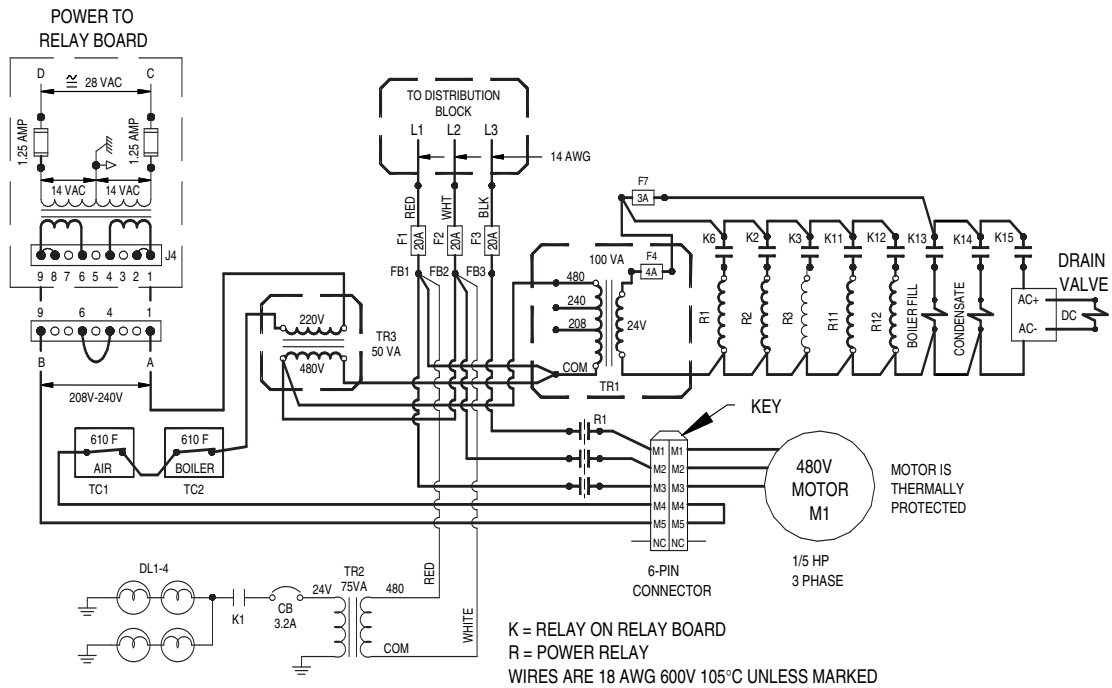 POWER TO
RELAY BOARD
D
≅ 28 VAC
C
1.25 AMP
1.25 AMP
14 VAC
14 VAC
J4
9 8 7 6 5 4 3 2 1
9 6 4 1
B
A
208V-240V
610 F
AIR
TC1
610 F
BOILER
TC2
TO DISTRIBUTION
BLOCK
L1 L2 L3
14 AWG
RED
WHT
BLK
F1
20A
F2
20A
F3
20A
FB1
FB2
FB3
220V
480V
TR3
50 VA
100 VA
480
240
208
COM
24V
TR1
F4
4A
F7
3A
K6
K2
K3
K11
K12
K13
K14
K15
R1
R2
R3
R11
R12
BOILER FILL
CONDENSATE
DRAIN
VALVE
AC+
AC-
DC
R1
KEY
M1 M1
M2 M2
M3 M3
M4 M4
M5 M5
NC NC
6-PIN
CONNECTOR
480V
MOTOR
M1
MOTOR IS
THERMALLY
PROTECTED
1/5 HP
3 PHASE
DL1-4
K1
CB
3.2A
24V
TR2
75VA
480
COM
RED
WHITE
K = RELAY ON RELAY BOARD
R = POWER RELAY
WIRES ARE 18 AWG 600V 105°C UNLESS MARKED